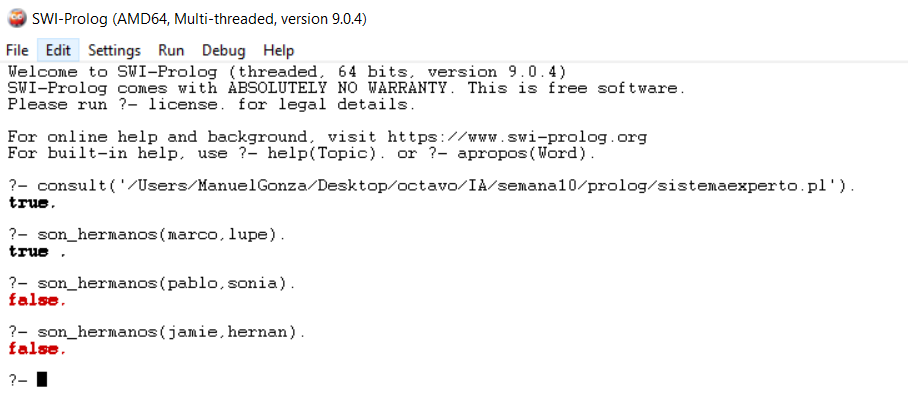 SWI-Prolog (AMD64, Multi-threaded, version 9.0.4)
File Edit Settings Run Debug Help
Welcome to SWI-Prolog (threaded, 64 bits, version 9.0.4)
SWI-Prolog comes with ABSOLUTELY NO WARRANTY. This is free software.
Please run ?- license. for legal details.
For online help and background, visit https://www.swi-prolog.org
For built-in help, use ?- help(Topic). or ?- apropos(Word).
?- consult('/Users/ManuelGonza/Desktop/octavo/IA/semana10/prolog/sistemaexperto.pl').
true.
?- son_hermanos(marco,lupe).
true .
?- son_hermanos(pablo,sonia).
false.
?- son_hermanos(jamie,hernan).
false.
?-